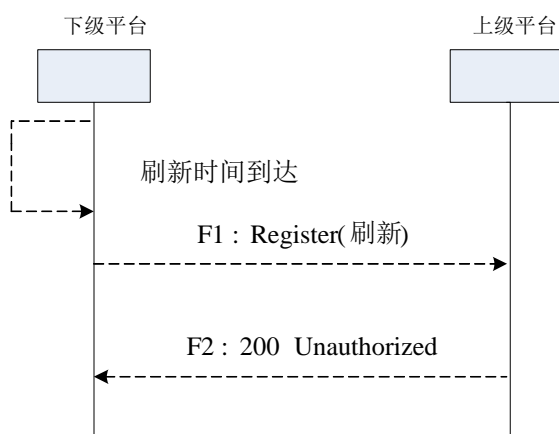 下级平台
上级平台
刷新时间到达
F1： Register(刷新)
F2： 200 Unauthorized